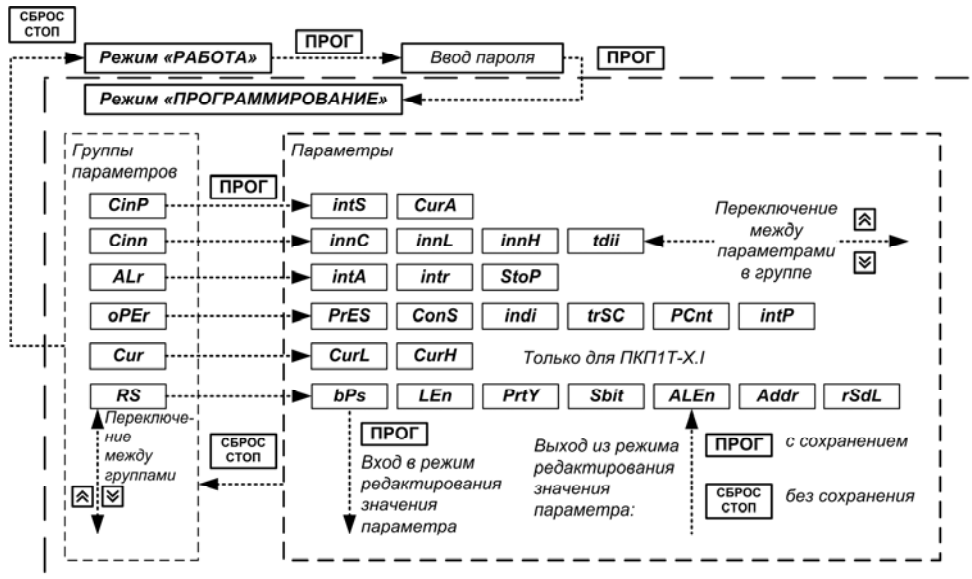 СБРОС
СТОП
Режим «РАБОТА»
ПРОГ
Ввод пароля
ПРОГ
Режим «ПРОГРАММИРОВАНИЕ»
Группы
параметров
Параметры
ПРОГ
CinP
intS CurA
Cinn
innC innL innH tdii
Переключение
между
параметрами
в группе
ALr
intA intr StoP
oPEr
PrES ConS indi trSC PCnt intP
Cur
CurL CurH
Только для ПКП1Т-Х.I
RS
bPs LEn PrtY Sbit ALEn Addr rSdL
Переключе-
ние
между
группами
СБРОС
СТОП
ПРОГ
Вход в режим
редактирования
значения
параметра
Выход из режима
редактирования
значения
параметра:
ПРОГ
с сохранением
СБРОС
СТОП
без сохранения